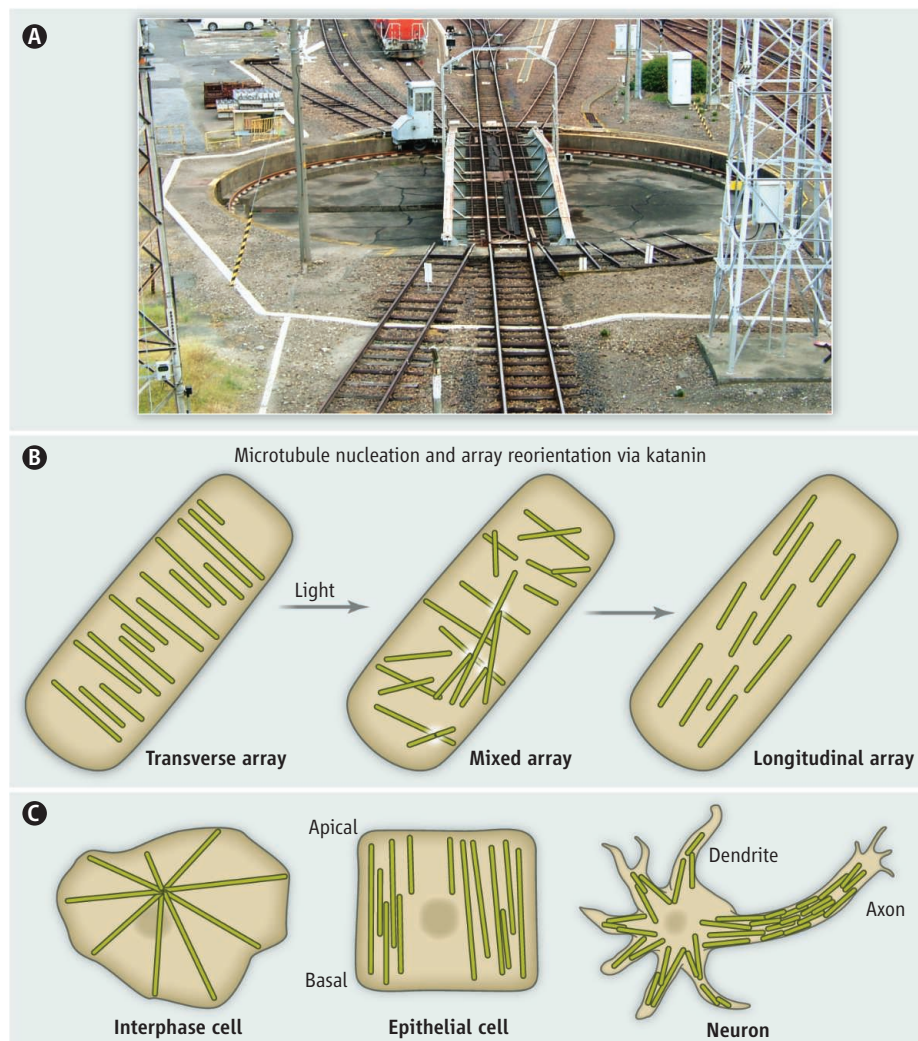 A
B
Microtubule nucleation and array reorientation via katanin
Light
Transverse array
Mixed array
Longitudinal array
C
Apical
Basal
Dendrite
Axon
Interphase cell
Epithelial cell
Neuron